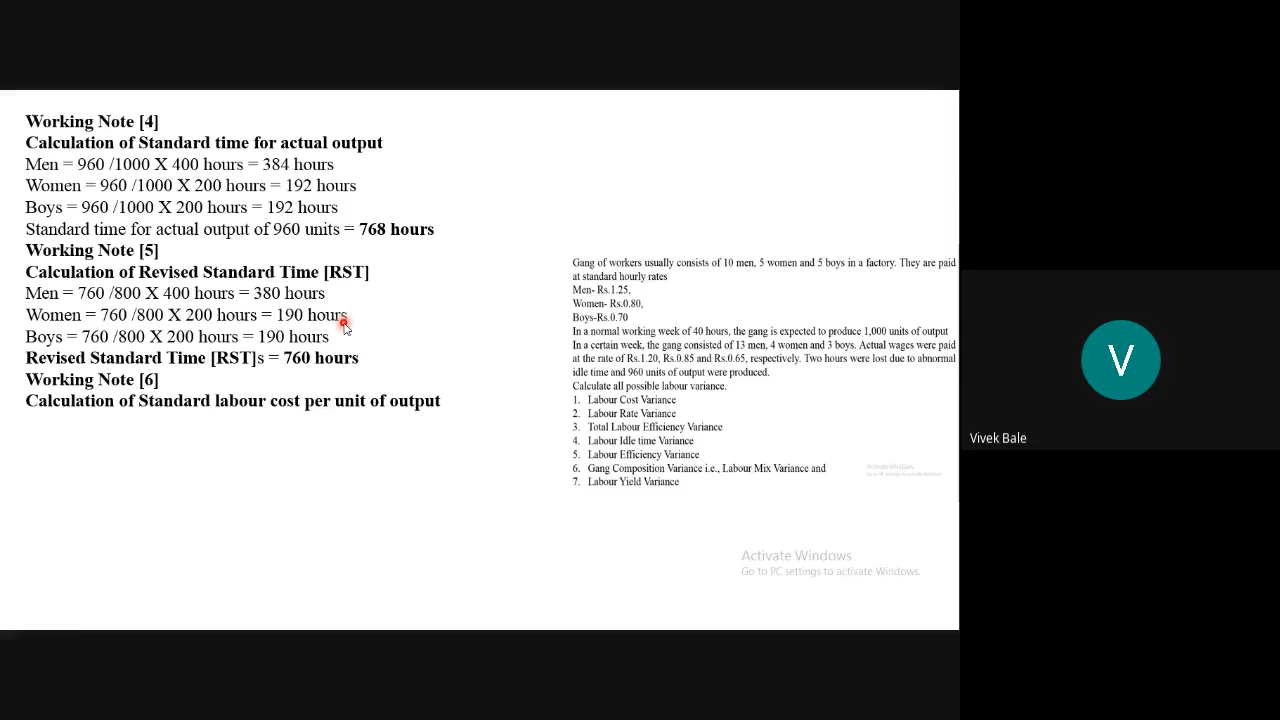 Working Note [4]
Calculation of Standard time for actual output
Men = 960 /1000 X 400 hours = 384 hours
Women = 960 /1000 X 200 hours = 192 hours
Boys = 960 /1000 X 200 hours = 192 hours
Standard time for actual output of 960 units = 768 hours
Working Note [5]
Calculation of Revised Standard Time [RST]
Men = 760 /800 X 400 hours = 380 hours
Women = 760 /800 X 200 hours = 190 hours
Boys = 760 /800 X 200 hours = 190 hours
Revised Standard Time [RST]s = 760 hours
Working Note [6]
Calculation of Standard labour cost per unit of output
Gang of workers usually consists of 10 men, 5 women and 5 boys in a factory. They are paid
at standard hourly rates
Men- Rs.1.25,
Women- Rs.0.80,
Boys-Rs.0.70
In a normal working week of 40 hours, the gang is expected to produce 1,000 units of output
In a certain week, the gang consisted of 13 men, 4 women and 3 boys. Actual wages were paid
at the rate of Rs.1.20, Rs.0.85 and Rs.0.65, respectively. Two hours were lost due to abnormal
idle time and 960 units of output were produced.
Calculate all possible labour variance.
1. Labour Cost Variance
2. Labour Rate Variance
3. Total Labour Efficiency Variance
4. Labour Idle time Variance
5. Labour Efficiency Variance
6. Gang Composition Variance i.e., Labour Mix Variance and
7. Labour Yield Variance
Activate Windows
Go to PC settings to activate Windows.
Activate Windows
Go to PC settings to activate Windows.
V
Vivek Bale